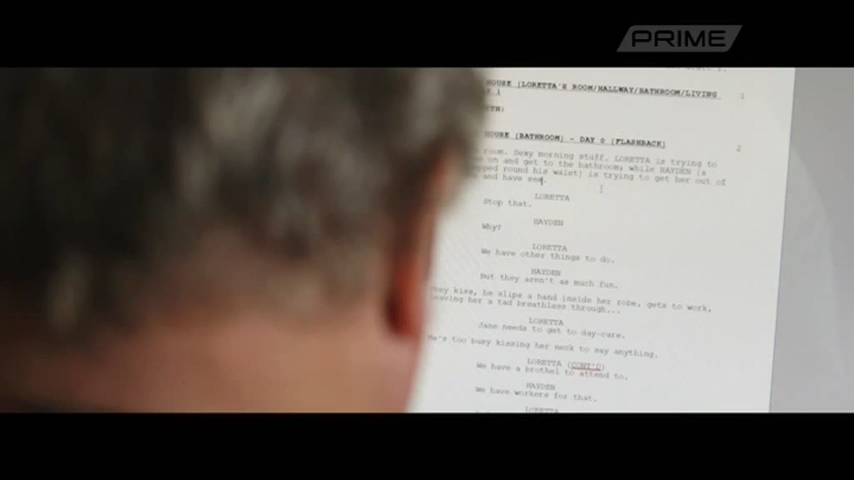 PRIME
HOUSE [LORETTA'S ROOM/HALLWAY/BATHROOM/LIVING
1
1
HOUSE [BATHROOM] - DAY 0 [FLASHBACK]
2
room. Sexy morning stuff. LORETTA is trying to
on and get to the bathroom; while HAYDEN (a
round his waist) is trying to get her out of
and have sex.
LORETTA
Stop that.
HAYDEN
Why?
LORETTA
We have other things to do.
HAYDEN
But they aren't as much fun.
They kiss, he slips a hand inside her robe, gets to work,
leaving her a tad breathless through...
LORETTA
Jane needs to get to day-care.
He's too busy kissing her neck to say anything.
LORETTA (CONT'D)
We have a brothel to attend to.
HAYDEN
We have workers for that.
LORETTA